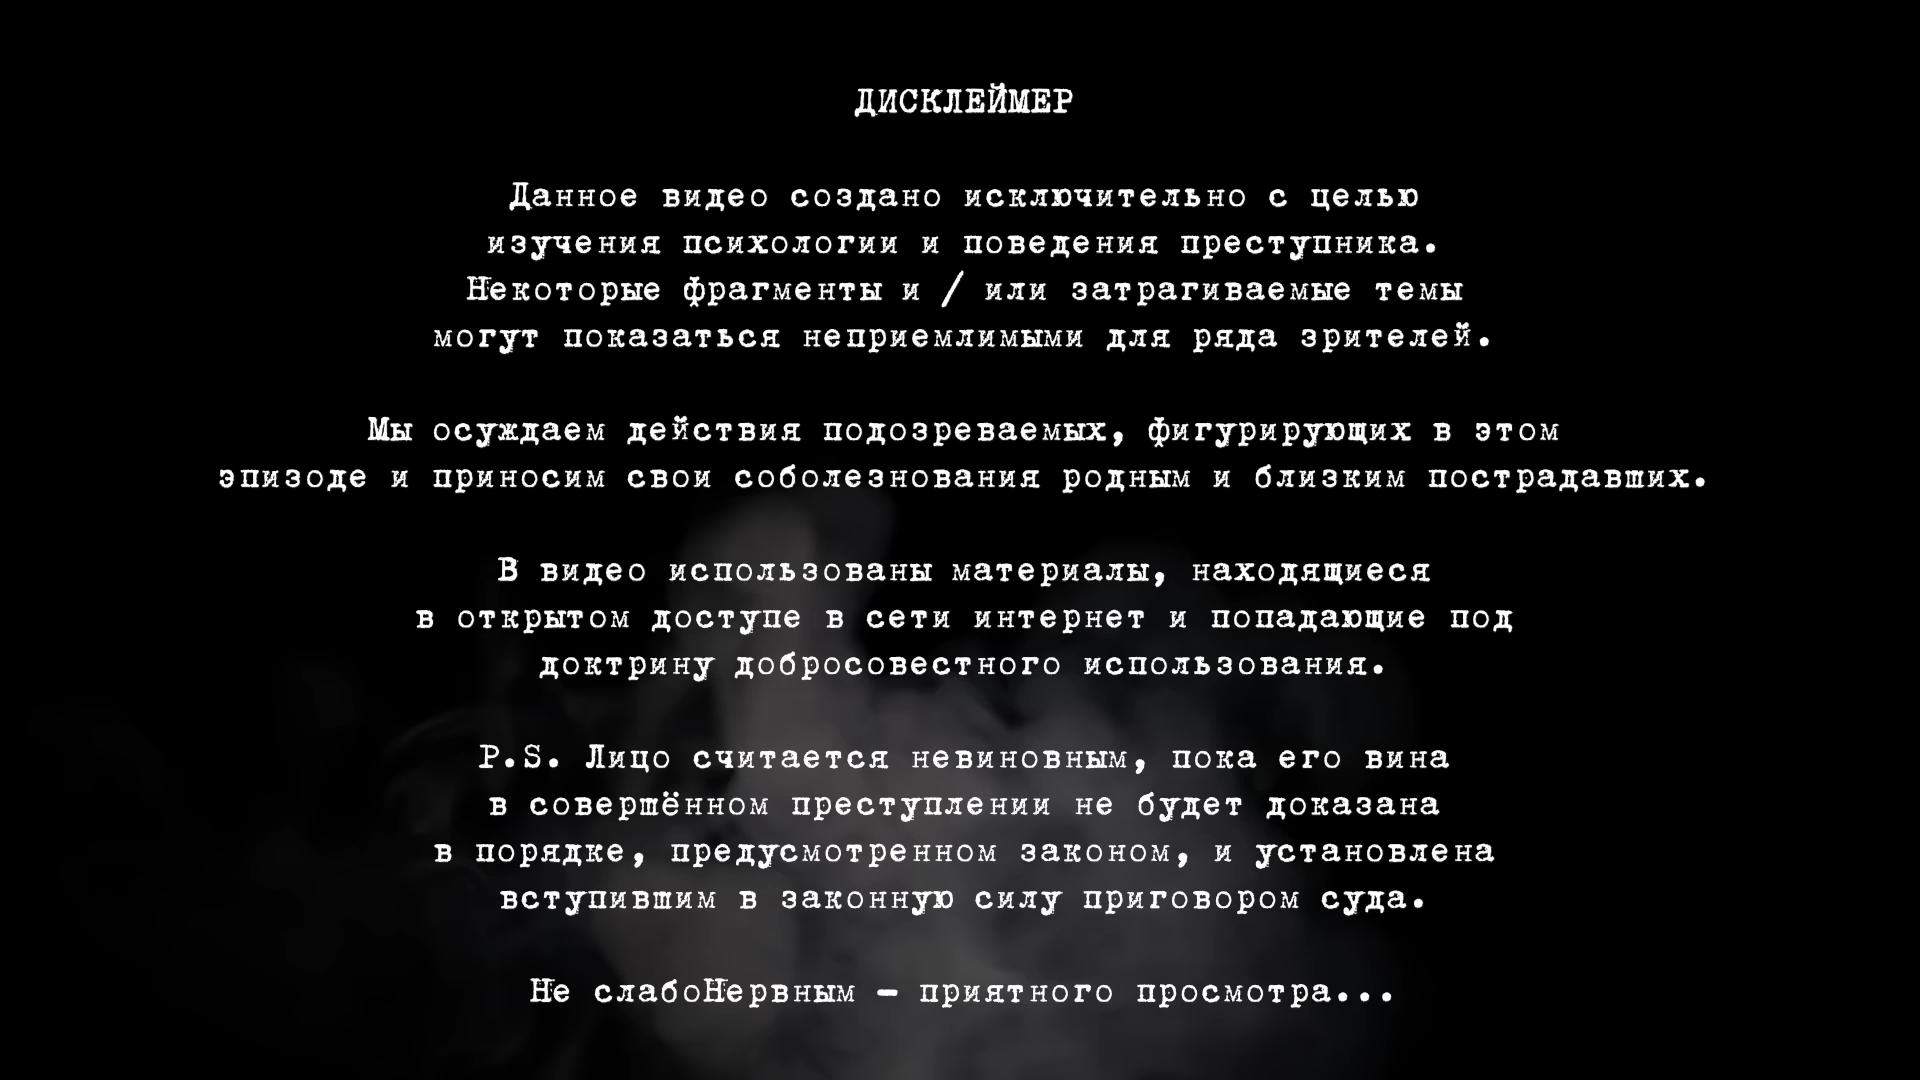 ДИСКЛЕЙМЕР
Данное видео создано исключительно с целью
изучения психологии и поведения преступника.
Некоторые фрагменты и / или затрагиваемые темы
могут показаться неприемлимыми для ряда зрителей.
Мы осуждаем действия подозреваемых, фигурирующих в этом
эпизоде и приносим свои соболезнования родным и близким пострадавших.
В видео использованы материалы, находящиеся
в открытом доступе в сети интернет и попадающие под
доктрину добросовестного использования.
P.S. Лицо считается невиновным, пока его вина
в совершённом преступлении не будет доказана
в порядке, предусмотренном законом, и установлена
вступившим в законную силу приговором суда.
Не слабоНервным – приятного просмотра...